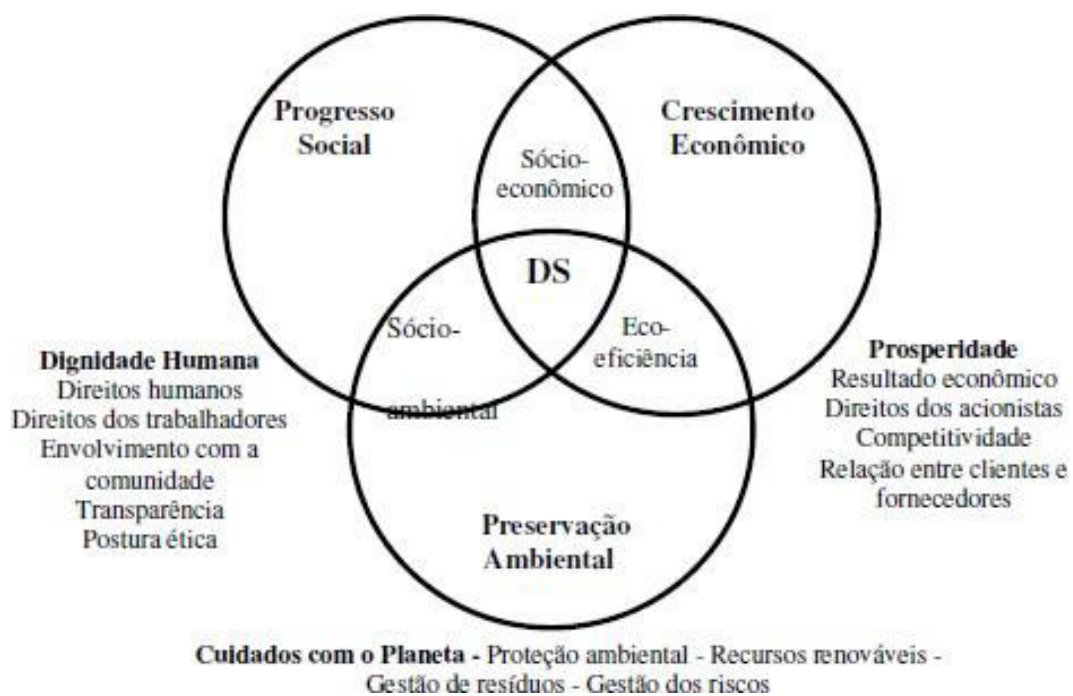 Progresso
Social
Crescimento
Econômico
Sócio-
econômico
DS
Sócio-
ambiental
Eco-
eficiência
Dignidade Humana
Direitos humanos
Direitos dos trabalhadores
Envolvimento com a
comunidade
Transparência
Postura ética
Prosperidade
Resultado econômico
Direitos dos acionistas
Competitividade
Relação entre clientes e
fornecedores
Preservação
Ambiental
Cuidados com o Planeta - Proteção ambiental - Recursos renováveis -
Gestão de resíduos - Gestão dos riscos